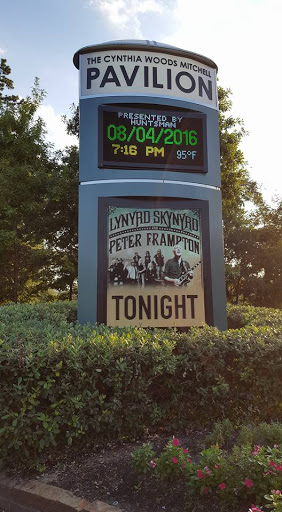 THE CYNTHIA WOODS MITCHELL
PAVILION
PRESENTED BY
HUNTSMAN
08/04/2016
7:16 PM 95°F
LYNYRD SKYNYRD
PETER FRAMPTON
TONIGHT